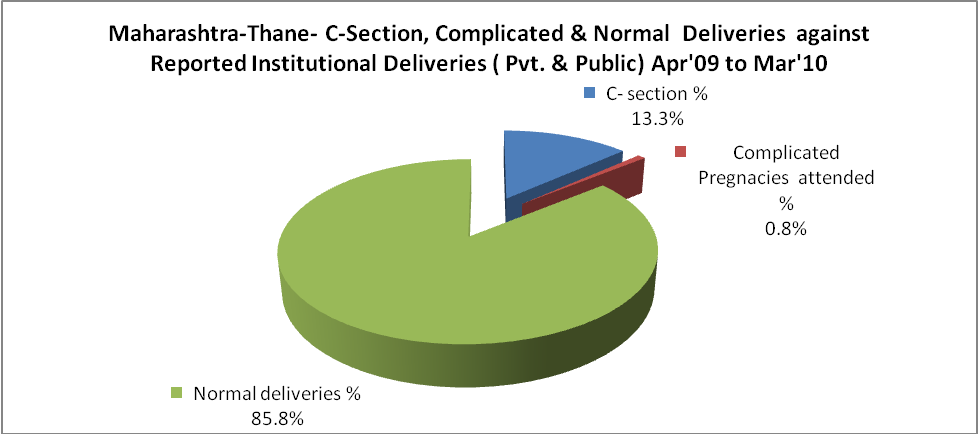 Maharashtra-Thane- C-Section, Complicated & Normal Deliveries against
Reported Institutional Deliveries ( Pvt. & Public) Apr'09 to Mar'10
C- section %
13.3%
Complicated
Pregnacies attended
%
0.8%
Normal deliveries %
85.8%